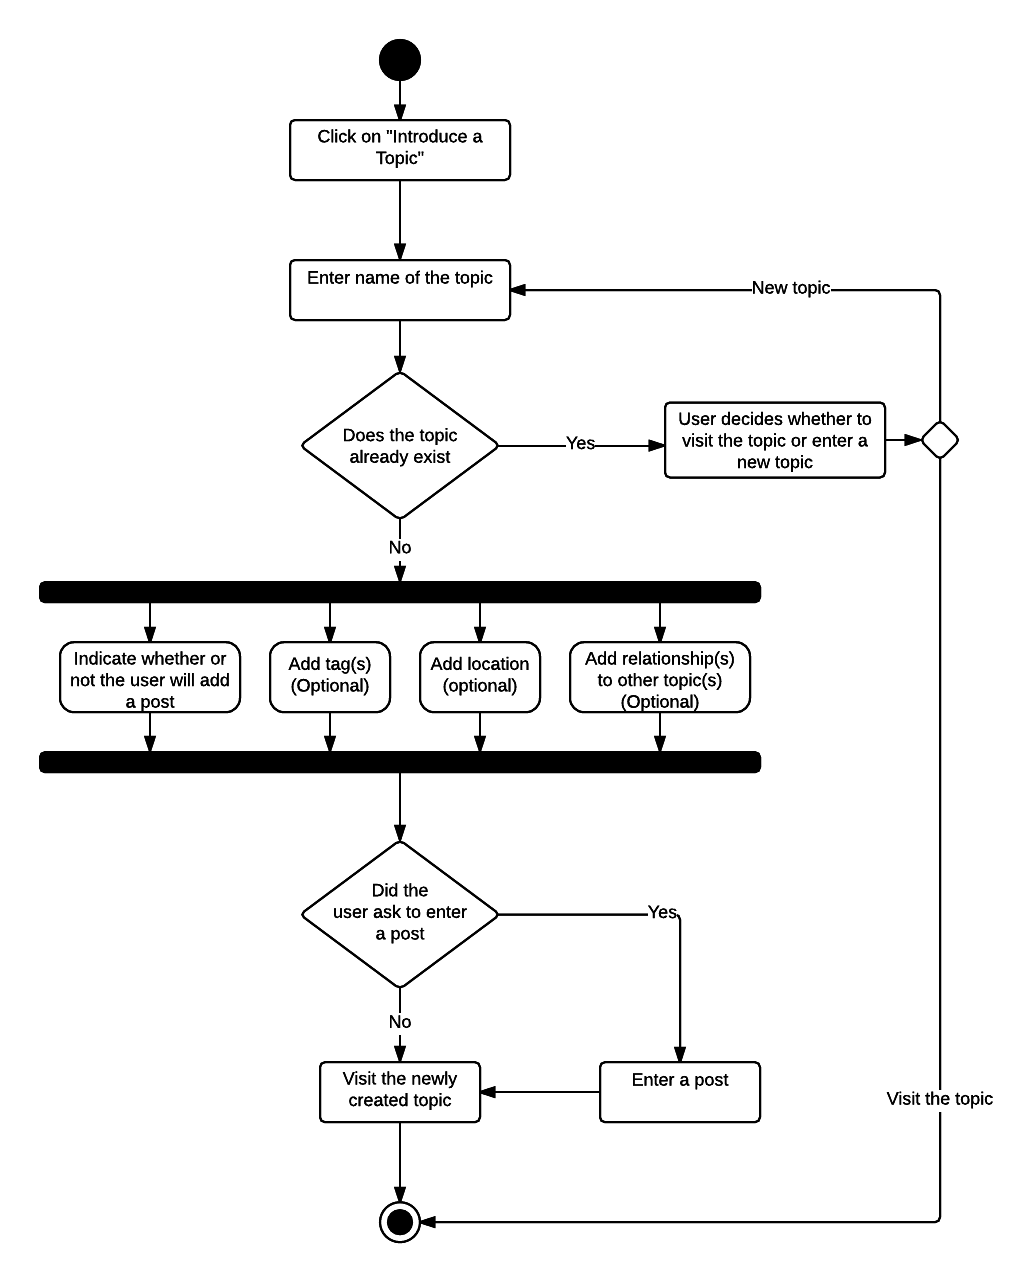 Click on "Introduce a
Topic"
Enter name of the topic
New topic
Does the topic
already exist
Yes
User decides whether to
visit the topic or enter a
new topic
No
Indicate whether or
not the user will add
a post
Add tag(s)
(Optional)
Add location
(optional)
Add relationship(s)
to other topic(s)
(Optional)
Did the
user ask to enter
a post
Yes
No
Visit the newly
created topic
Enter a post
Visit the topic